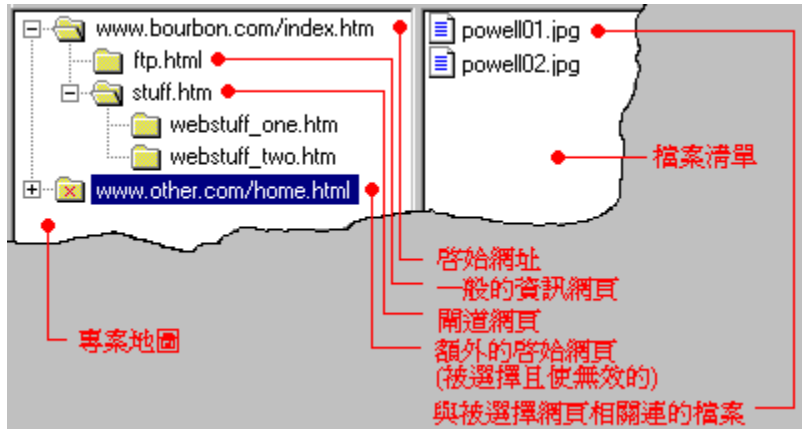 www.bourbon.com/index.htm
ftp.html
stuff.htm
webstuff_one.htm
webstuff_two.htm
www.other.com/home.html
powell01.jpg
powell02.jpg
檔案清單
啓始網址
一般的資訊網頁
閘道網頁
額外的啓始網頁
(被選擇且使無效的)
與被選擇網頁相關連的檔案
專案地圖